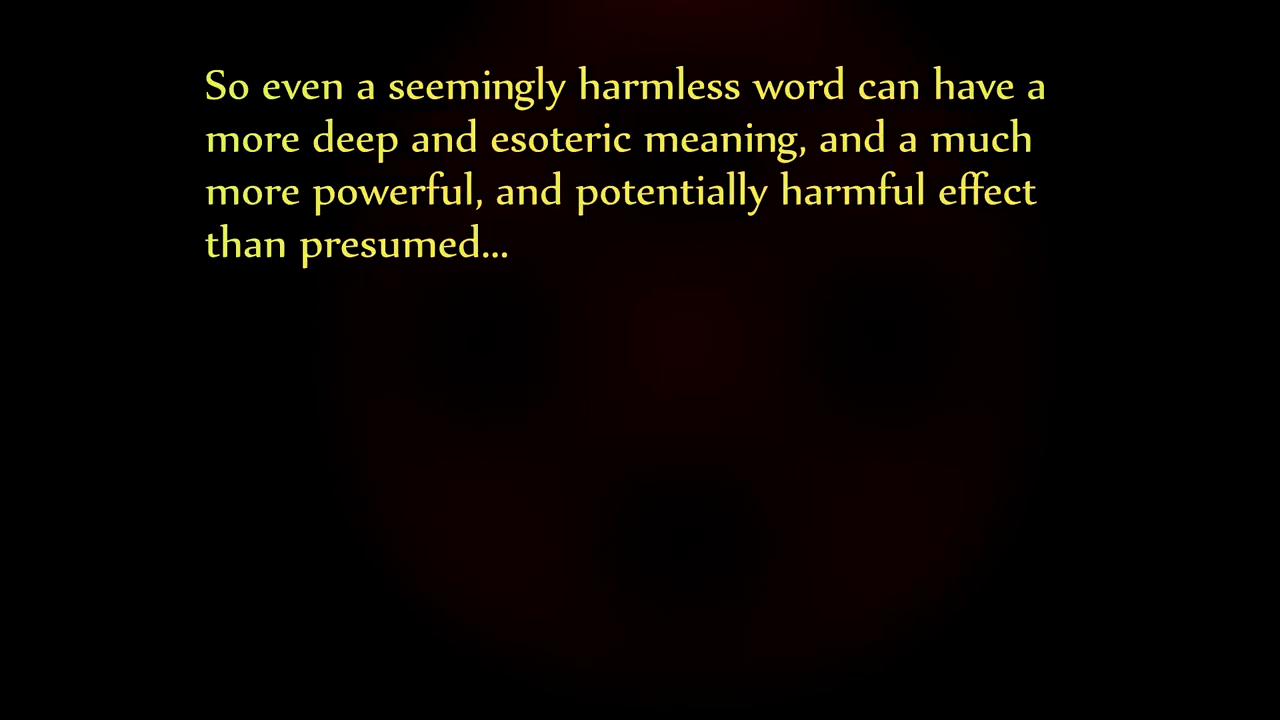 So even a seemingly harmless word can have a
more deep and esoteric meaning, and a much
more powerful, and potentially harmful effect
than presumed...